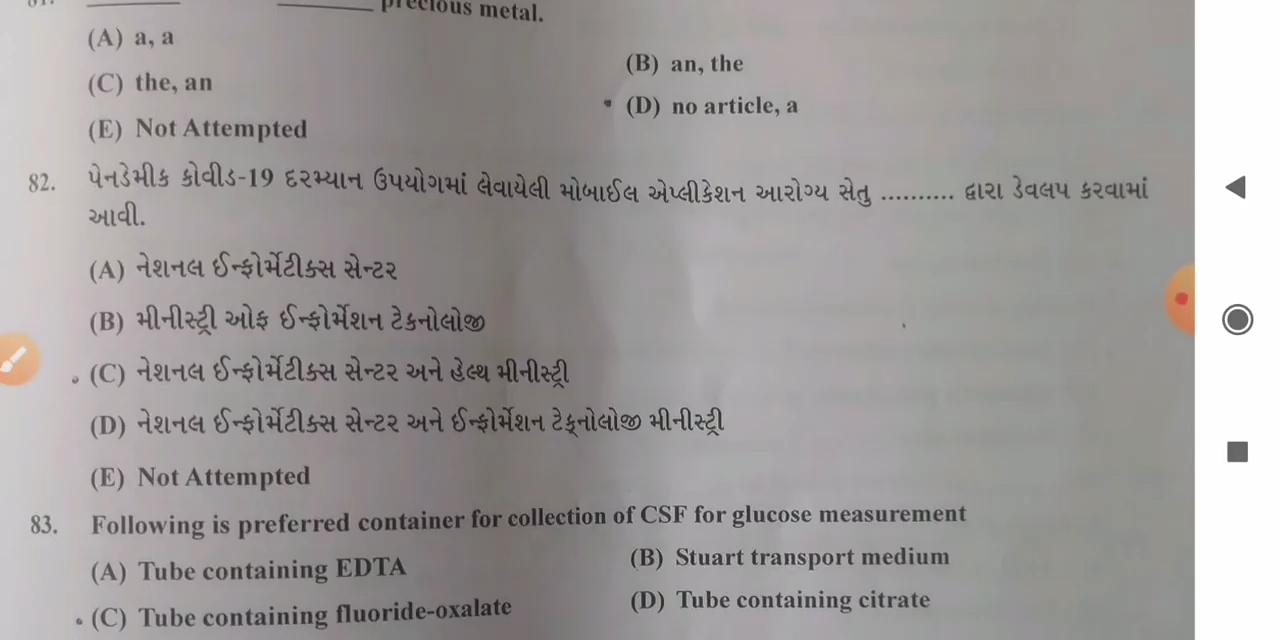 precious metal.
(A) a, a
(B) an, the
(C) the, an
(D) no article, a
(E) Not Attempted
82. પેનડેમીક કોવીડ-19 દરમ્યાન ઉપયોગમાં લેવાયેલી મોબાઈલ એપ્લીકેશન આરોગ્ય સેતુ .......... દ્વારા ડેવલપ કરવામાં
આવી.
(A) નેશનલ ઈન્ફોર્મેટીક્સ સેન્ટર
(B) મીનીસ્ટ્રી ઓફ ઈન્ફોર્મેશન ટેકનોલોજી
(C) નેશનલ ઈન્ફોર્મેટીક્સ સેન્ટર અને હેલ્થ મીનીસ્ટ્રી
(D) નેશનલ ઈન્ફોર્મેટીક્સ સેન્ટર અને ઈન્ફોર્મેશન ટેક્નોલોજી મીનીસ્ટ્રી
(E) Not Attempted
83. Following is preferred container for collection of CSF for glucose measurement
(A) Tube containing EDTA
(B) Stuart transport medium
(C) Tube containing fluoride-oxalate
(D) Tube containing citrate